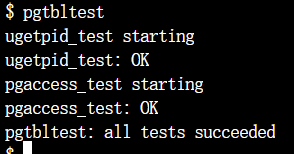 $ pgtbltest
ugetpid_test starting
ugetpid_test: OK
pgaccess_test starting
pgaccess_test: OK
pgtbltest: all tests succeeded
$